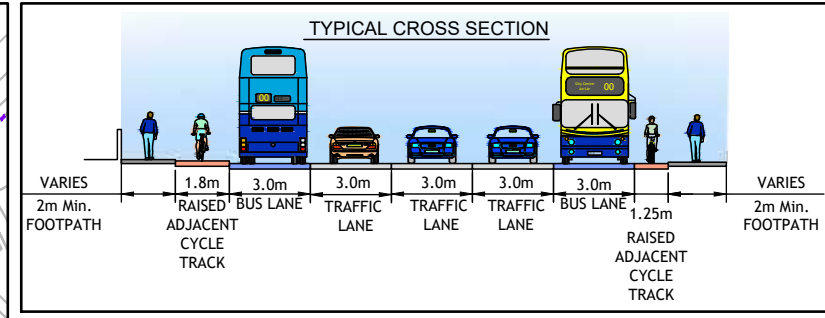 TYPICAL CROSS SECTION
00
00
VARIES
2m Min.
FOOTPATH
1.8m
RAISED
ADJACENT
CYCLE
TRACK
3.0m
BUS LANE
3.0m
TRAFFIC
LANE
3.0m
TRAFFIC
LANE
3.0m
TRAFFIC
LANE
3.0m
BUS LANE
1.25m
RAISED
ADJACENT
CYCLE
TRACK
VARIES
2m Min.
FOOTPATH